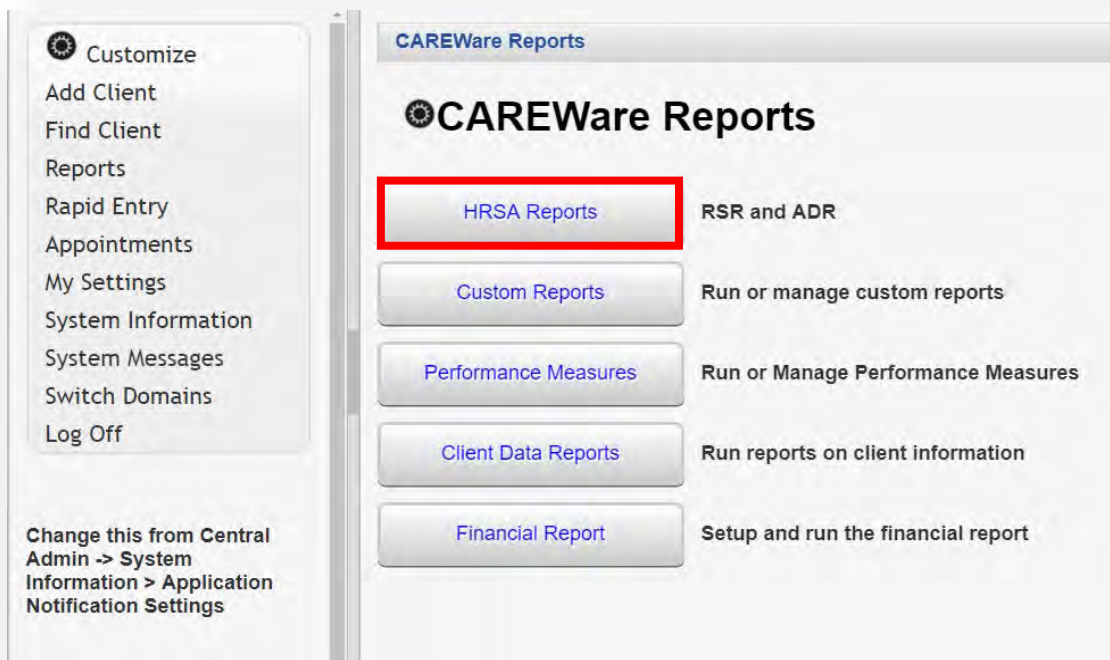 Customize
Add Client
Find Client
Reports
Rapid Entry
Appointments
My Settings
System Information
System Messages
Switch Domains
Log Off
Change this from Central
Admin -> System
Information > Application
Notification Settings
CAREWare Reports
CAREWare Reports
HRSA Reports RSR and ADR
Custom Reports Run or manage custom reports
Performance Measures Run or Manage Performance Measures
Client Data Reports Run reports on client information
Financial Report Setup and run the financial report